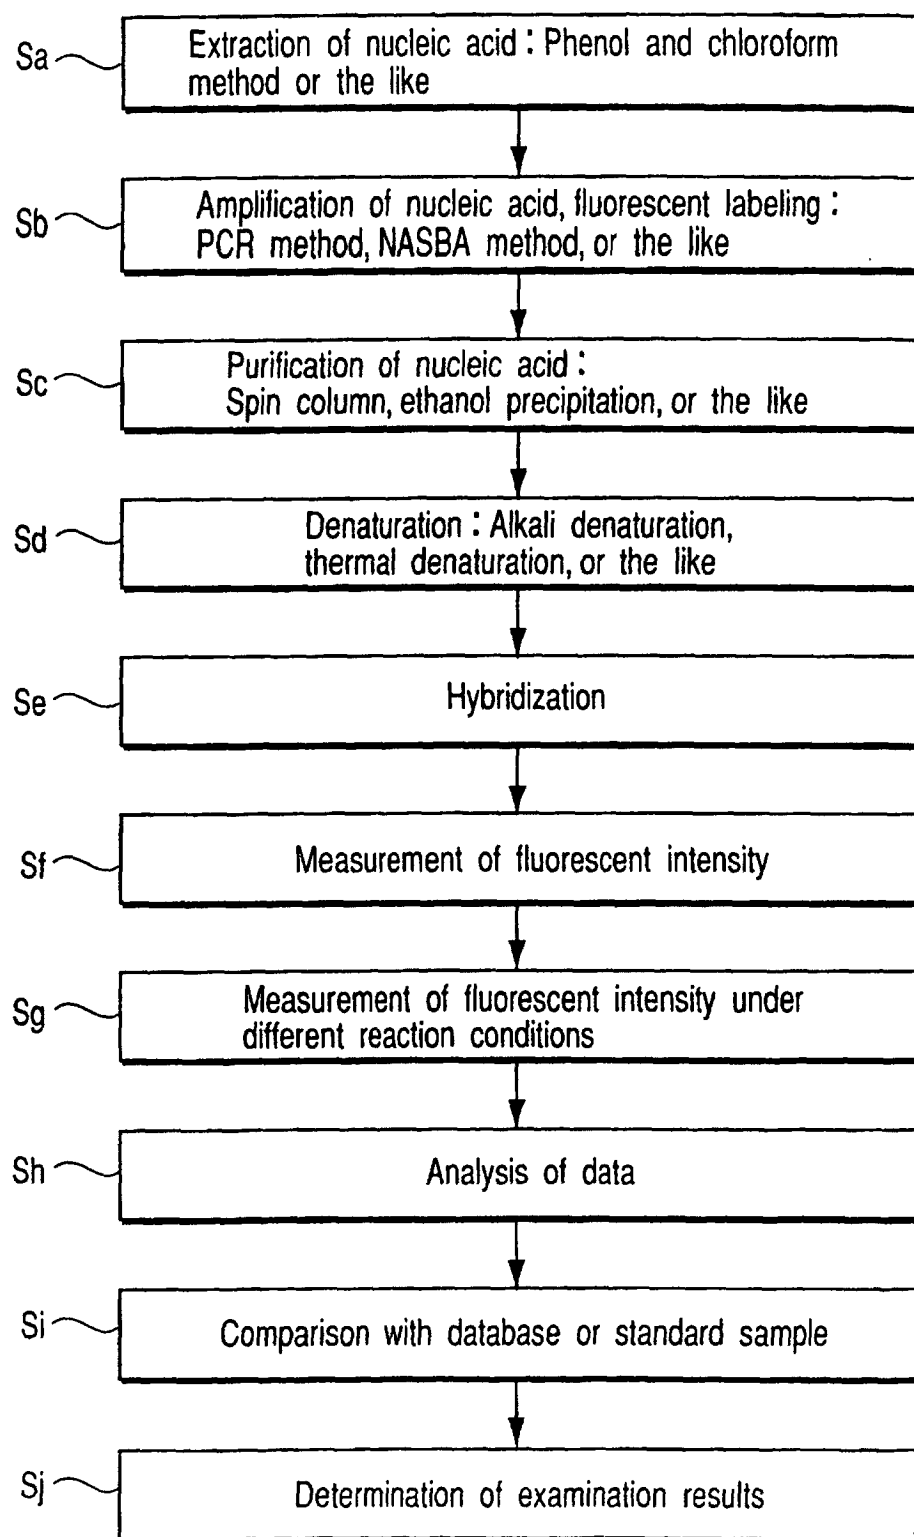 Sa
Extraction of nucleic acid : Phenol and chloroform
method or the like
Sb
Amplification of nucleic acid, fluorescent labeling :
PCR method, NASBA method, or the like
Sc
Purification of nucleic acid :
Spin column, ethanol precipitation, or the like
Sd
Denaturation : Alkali denaturation,
thermal denaturation, or the like
Se
Hybridization
Sf
Measurement of fluorescent intensity
Sg
Measurement of fluorescent intensity under
different reaction conditions
Sh
Analysis of data
Si
Comparison with database or standard sample
Sj
Determination of examination results